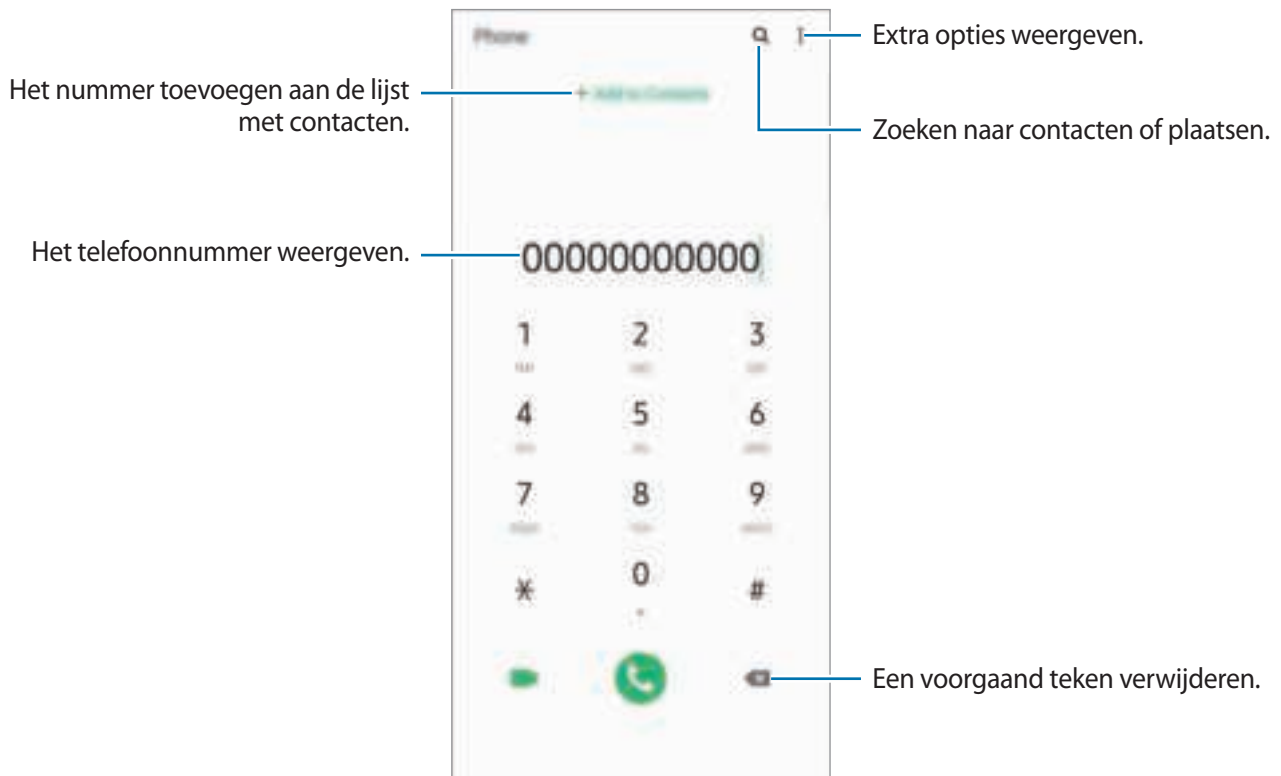 Phone
Extra opties weergeven.
Het nummer toevoegen aan de lijst
met contacten.
+ Add to Contacts
Zoeken naar contacten of plaatsen.
Het telefoonnummer weergeven.
00000000000
1 2 3
4 5 6
7 8 9
* 0 #
Een voorgaand teken verwijderen.